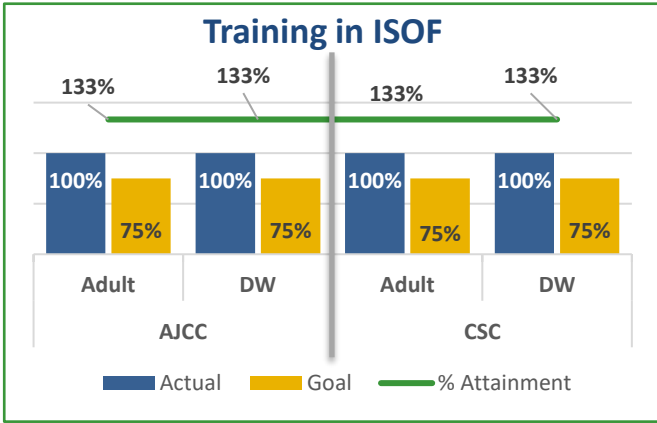 Training in ISOF
133% 133% 133% 133%
100% 75% 100% 75% 100% 75% 100% 75%
Adult DW Adult DW
AJCC CSC
Actual Goal % Attainment